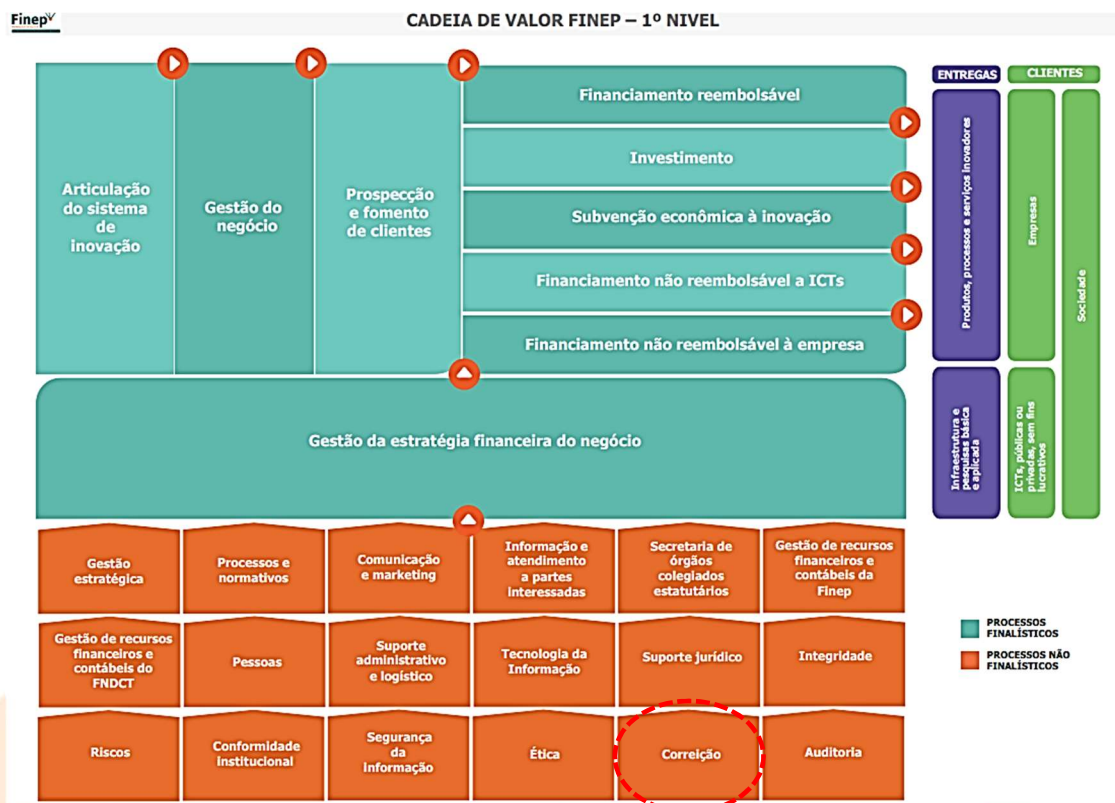 Finep
CADEIA DE VALOR FINEP – 1º NIVEL
Articulação
do sistema
de
inovação
Gestão do
negócio
Prospecção
e fomento
de clientes
Financiamento reembolsável
Investimento
Subvenção econômica à inovação
Financiamento não reembolsável a ICTs
Financiamento não reembolsável à empresa
ENTREGAS
CLIENTES
Produtos, processos e serviços inovadores
Empresas
Sociedade
Infraestrutura e
pesquisas básica
e aplicada
ICTs, públicas ou
privadas, sem fins
lucrativos
Gestão da estratégia financeira do negócio
Gestão
estratégica
Processos e
normativos
Comunicação
e marketing
Informação e
atendimento
a partes
interessadas
Secretaria de
órgãos
colegiados
estatutários
Gestão de recursos
financeiros e
contábeis da
Finep
Gestão de recursos
financeiros e
contábeis do
FNDCT
Pessoas
Suporte
administrativo
e logístico
Tecnologia da
Informação
Suporte jurídico
Integridade
Riscos
Conformidade
institucional
Segurança
da
Informação
Ética
Correição
Auditoria
PROCESSOS
FINALÍSTICOS
PROCESSOS NÃO
FINALÍSTICOS